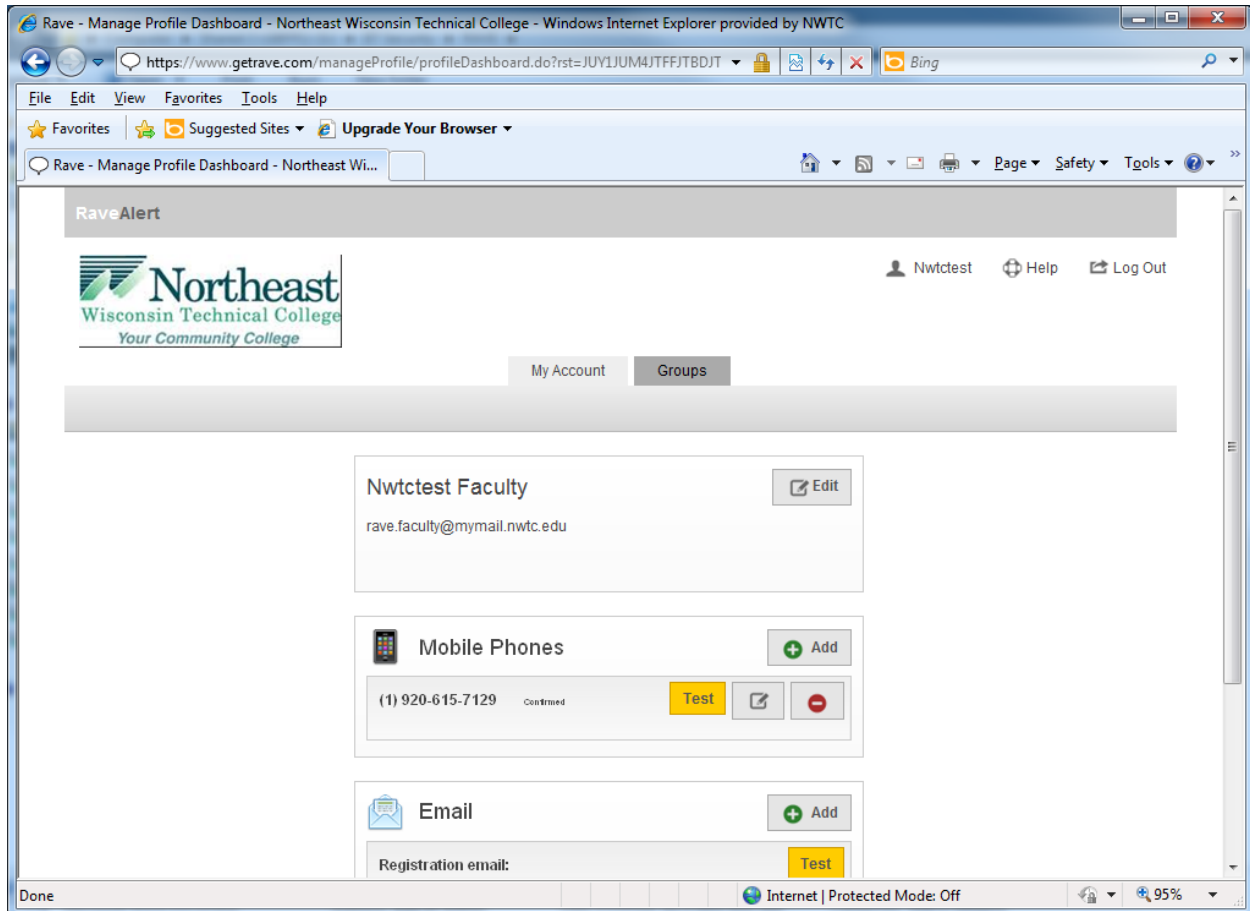 Rave - Manage Profile Dashboard - Northeast Wisconsin Technical College - Windows Internet Explorer provided by NWTC
https://www.getrave.com/manageProfile/profileDashboard.do?rst=JUY1JUM4JTFFJTBDJT Bing
File Edit View Favorites Tools Help
Favorites Suggested Sites Upgrade Your Browser
Rave - Manage Profile Dashboard - Northeast Wi... Page Safety Tools
RaveAlert
Nwtctest Help Log Out
Northeast
Wisconsin Technical College
Your Community College
My Account Groups
Nwtctest Faculty Edit
rave.faculty@mymail.nwtc.edu
Mobile Phones Add
(1) 920-615-7129 Confirmed Test
Email Add
Registration email: Test
Done Internet | Protected Mode: Off 95%